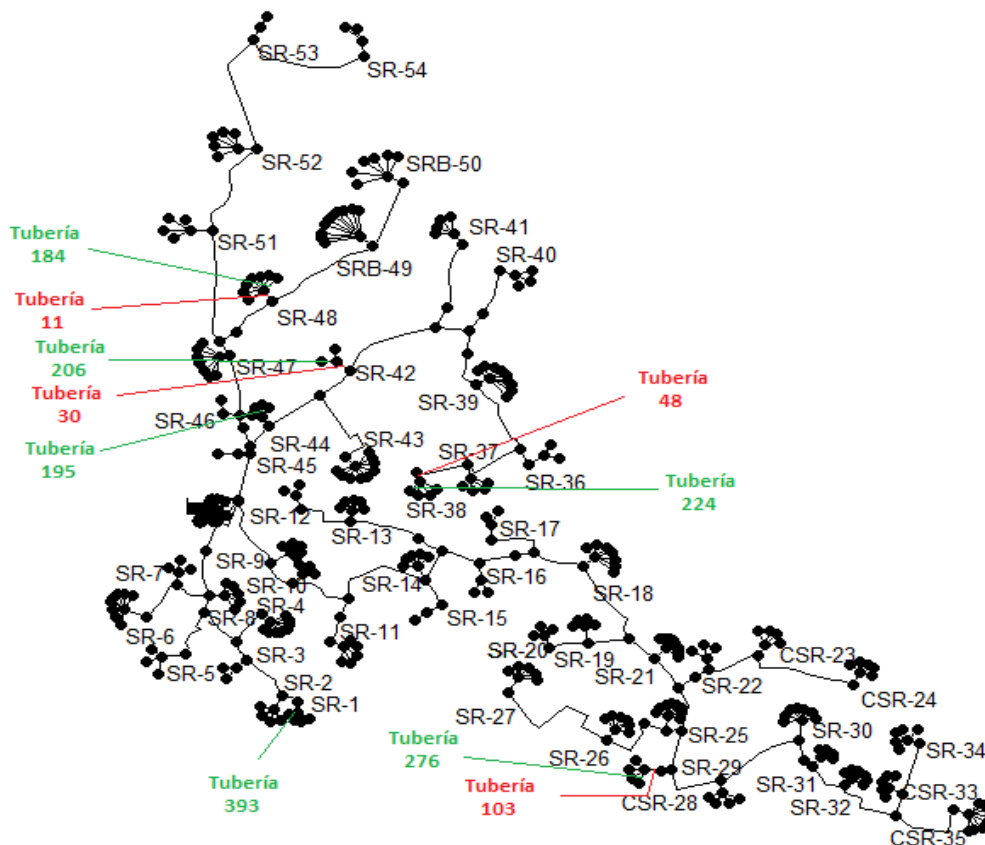 SR-53
SR-54
SR-52
SRB-50
SR-51
SR-41
Tubería
184
SR-40
SRB-49
Tubería
11
SR-48
Tubería
206
SR-47
SR-42
Tubería
48
Tubería
30
SR-39
SR-46
SR-44
SR-43
Tubería
195
SR-45
SR-37
SR-36
Tubería
224
SR-38
SR-12
SR-13
SR-17
SR-9
SR-10
SR-14
SR-16
SR-18
SR-7
SR-8
SR-4
SR-15
SR-6
SR-11
SR-5
SR-3
SR-20
SR-19
SR-21
CSR-23
SR-22
CSR-24
SR-2
SR-1
SR-27
SR-30
Tubería
276
SR-25
SR-26
SR-34
SR-29
SR-31
Tubería
393
CSR-28
Tubería
103
SR-32
CSR-33
CSR-35